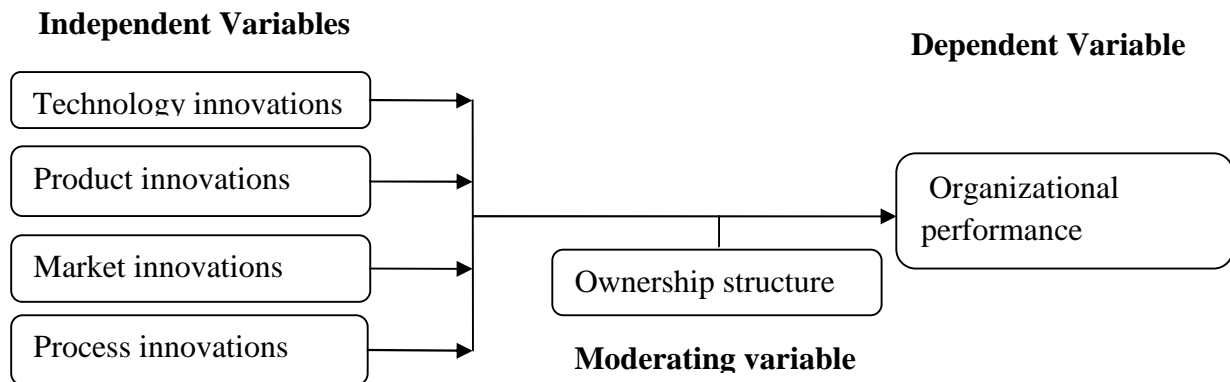 Independent Variables
Dependent Variable
Technology innovations
Product innovations
Market innovations
Process innovations
Organizational
performance
Ownership structure
Moderating variable